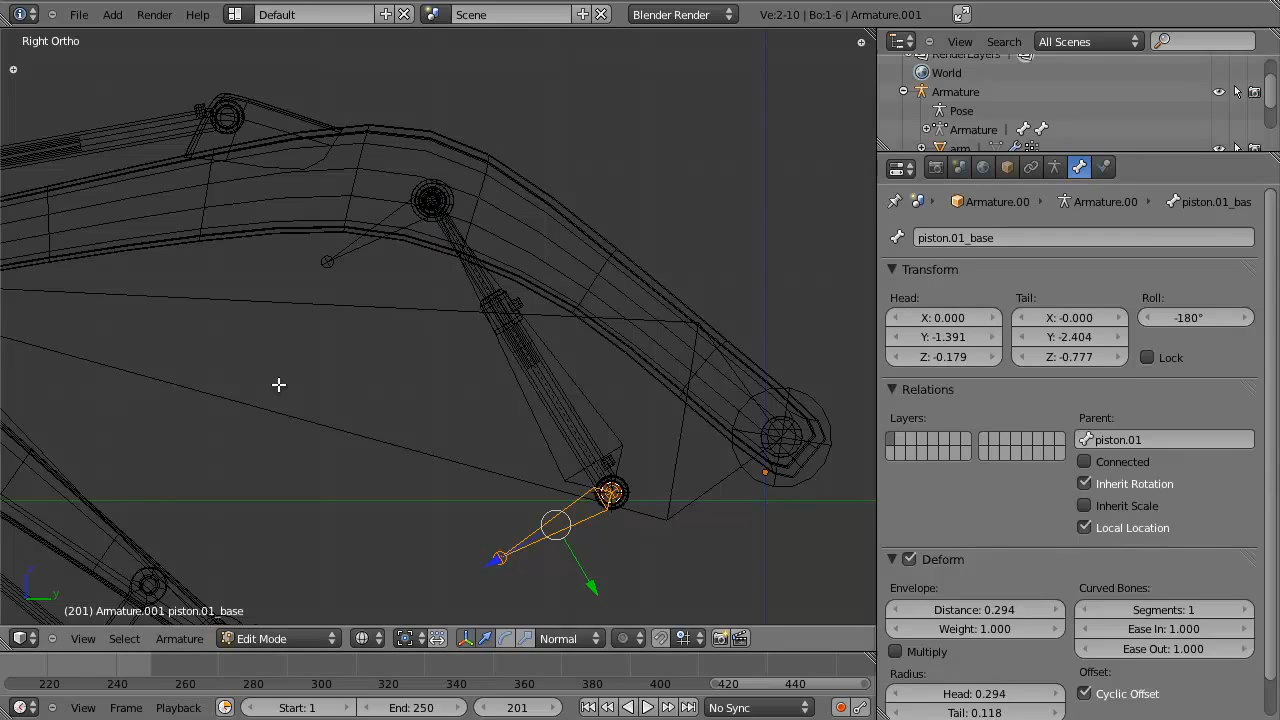 File Add Render Help Default Scene Blender Render Ve:2-10 | Bo:1-6 | Armature.001
Right Ortho
View Search All Scenes
RenderLayers
World
Armature
Pose
Armature
arm
Armature.00 Armature.00 piston.01_bas
piston.01_base
Transform
Head: Tail: Roll:
X: 0.000 X: -0.000 -180°
Y: -1.391 Y: -2.404
Z: -0.179 Z: -0.777 Lock
Relations
Layers: Parent:
piston.01
Connected
Inherit Rotation
Inherit Scale
Local Location
Deform
Envelope: Curved Bones:
Distance: 0.294 Segments: 1
Weight: 1.000 Ease In: 1.000
Multiply Ease Out: 1.000
Radius: Offset:
Head: 0.294 Cyclic Offset
Tail: 0.118
z
y
(201) Armature.001 piston.01_base
View Select Armature Edit Mode Normal
220 240 260 280 300 320 340 360 380 400 420 440
View Frame Playback Start: 1 End: 250 201 No Sync